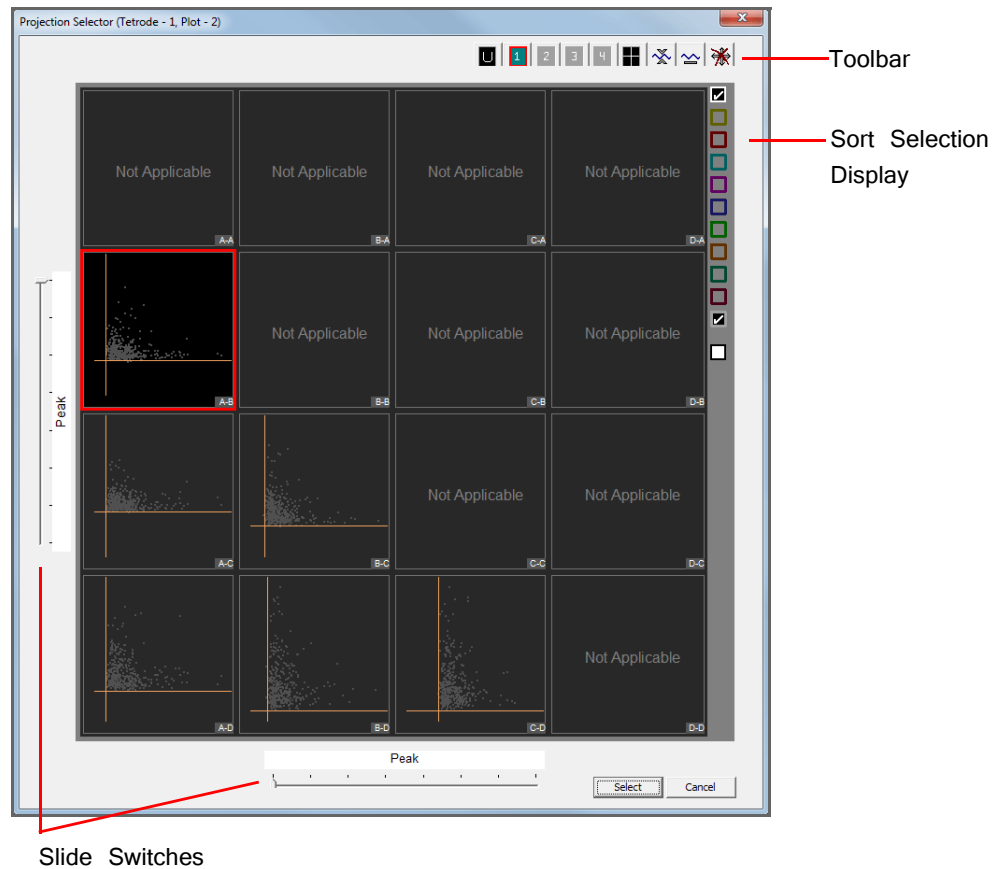 Projection Selector (Tetrode - 1, Plot - 2)
x
U 1 2 3 4
Toolbar
Sort Selection
Display
Not Applicable Not Applicable Not Applicable Not Applicable
A-A B-A C-A D-A
Not Applicable Not Applicable Not Applicable
A-B B-B C-B D-B
Peak
Not Applicable Not Applicable
A-C B-C C-C D-C
Not Applicable
A-D B-D C-D D-D
Peak
Select Cancel
Slide Switches